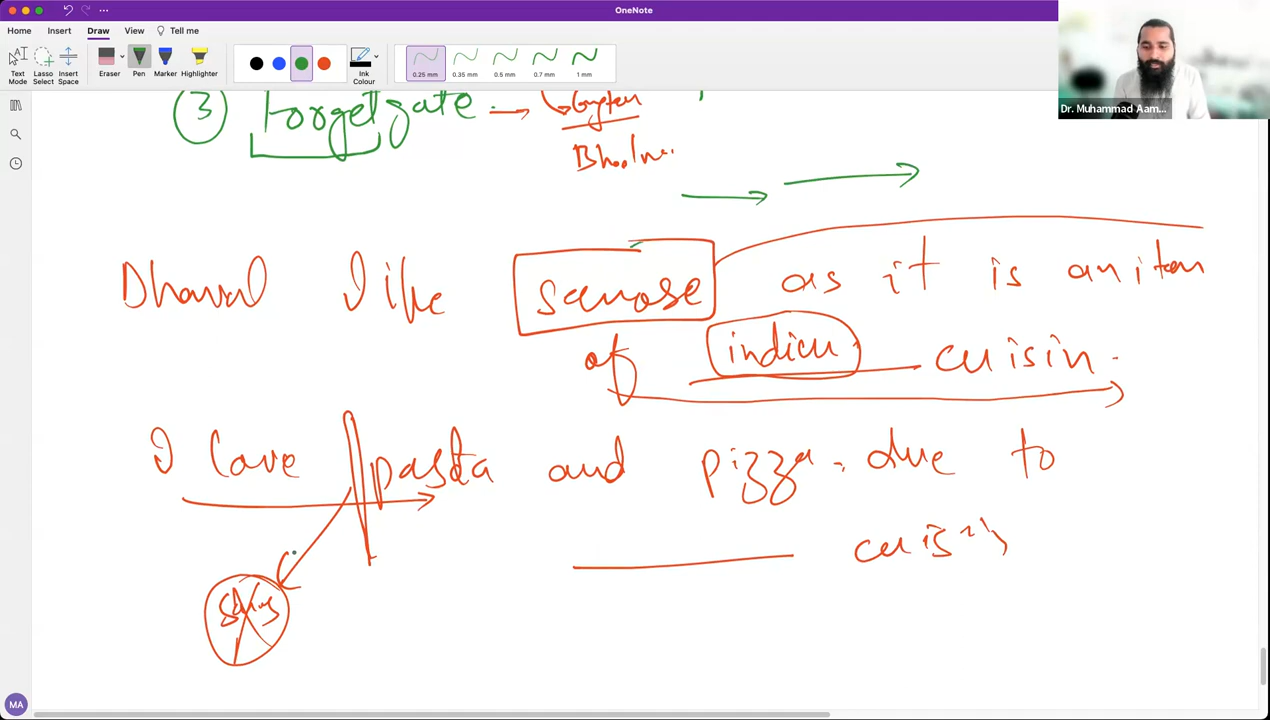 OneNote
Home Insert Draw View Tell me
Text Mode Lasso Select Insert Space Eraser Pen Marker Highlighter Ink Colour 0.25 mm 0.35 mm 0.5 mm 0.7 mm 1 mm
Dr. Muhammad Aam...
3 forget gate
Dhaval like samose as it is an item
of indian cuisin.
I love pasta and pizza. due to
cuisin
MA